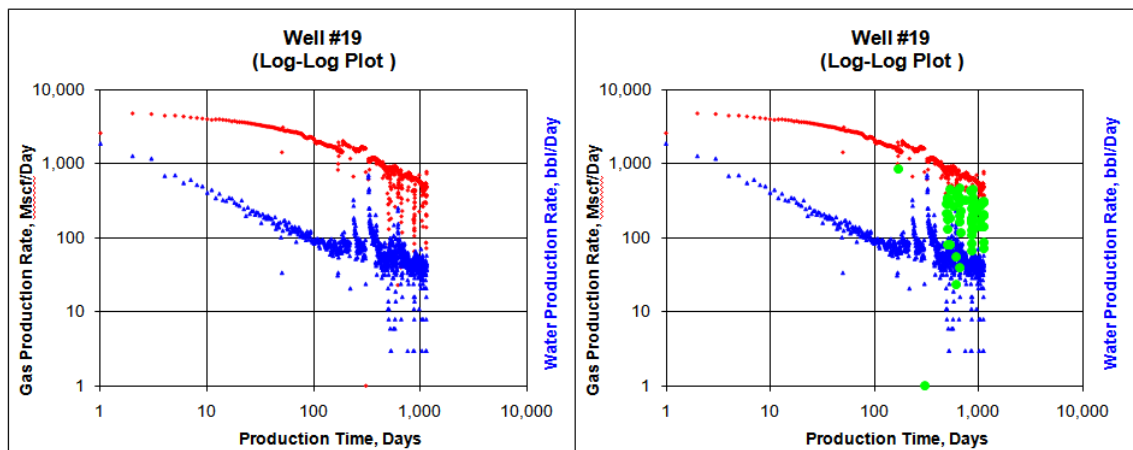 Well #19
(Log-Log Plot )
10,000
1,000
100
10
1
1
10
100
1,000
10,000
Gas Production Rate, Mscf/Day
Water Production Rate, bbl/Day
Production Time, Days
Well #19
(Log-Log Plot )
10,000
1,000
100
10
1
1
10
100
1,000
10,000
Gas Production Rate, Mscf/Day
Water Production Rate, bbl/Day
Production Time, Days